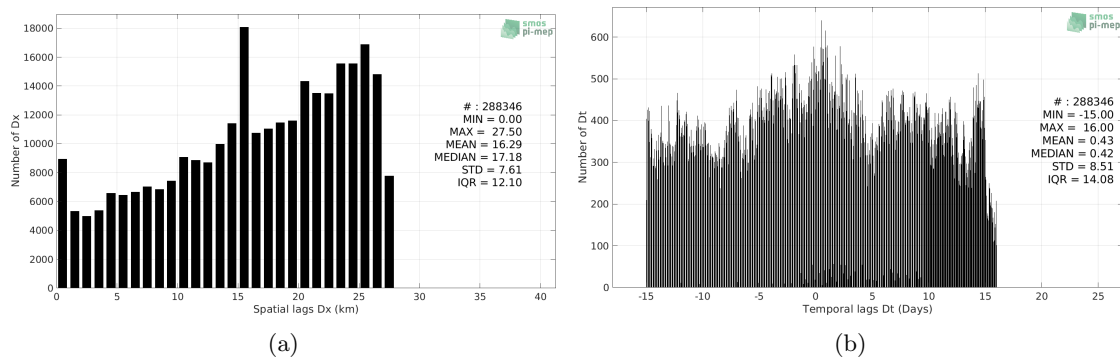 18000
16000
14000
12000
10000
8000
6000
4000
2000
0
Number of Dx
0 5 10 15 20 25 30 35 40
Spatial lags Dx (km)
smos
pi-mep
# : 288346
MIN = 0.00
MAX = 27.50
MEAN = 16.29
MEDIAN = 17.18
STD = 7.61
IQR = 12.10
(a)
600
500
400
300
200
100
0
Number of Dt
-15 -10 -5 0 5 10 15 20 25
Temporal lags Dt (Days)
smos
pi-mep
# : 288346
MIN = -15.00
MAX = 16.00
MEAN = 0.43
MEDIAN = 0.42
STD = 8.51
IQR = 14.08
(b)